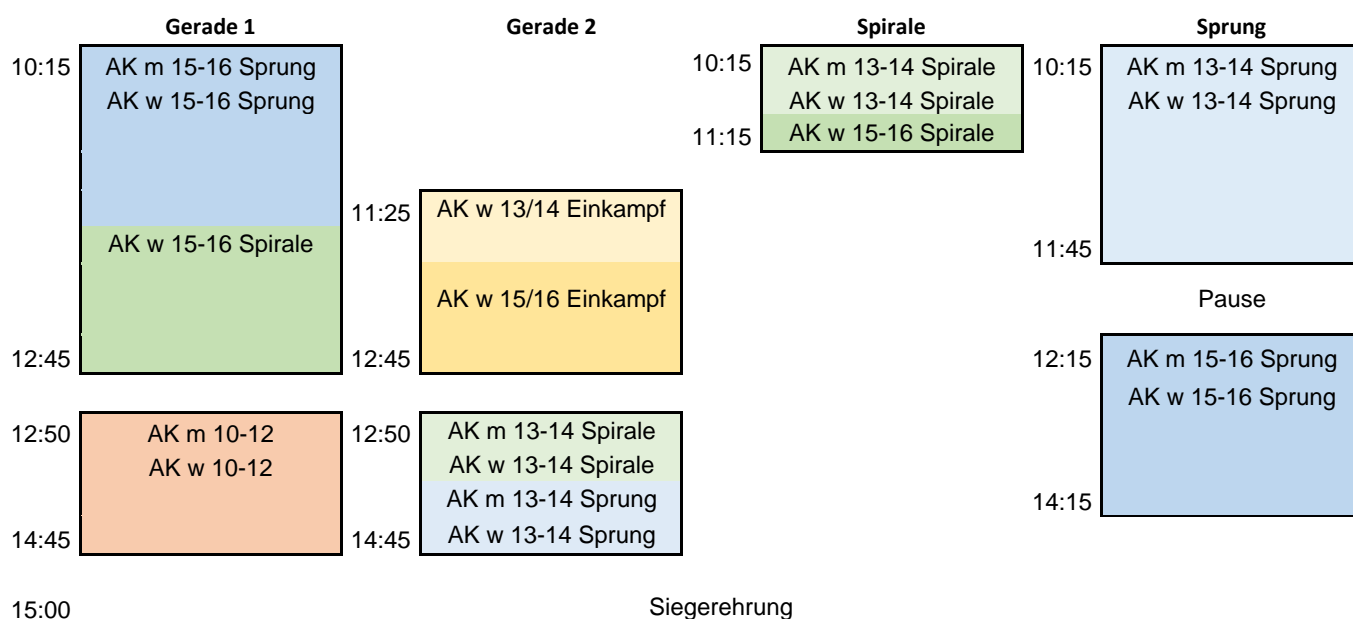 Gerade 1 Gerade 2 Spirale Sprung
10:15 AK m 15-16 Sprung 10:15 AK m 13-14 Spirale 10:15 AK m 13-14 Sprung
AK w 15-16 Sprung AK w 13-14 Spirale AK w 13-14 Sprung
11:15 AK w 15-16 Spirale
11:25 AK w 13/14 Einkampf
AK w 15-16 Spirale 11:45
AK w 15/16 Einkampf Pause
12:45 12:45 12:15 AK m 15-16 Sprung
AK w 15-16 Sprung
12:50 AK m 10-12 12:50 AK m 13-14 Spirale
AK w 10-12 AK w 13-14 Spirale
AK m 13-14 Sprung 14:15
14:45 14:45 AK w 13-14 Sprung
15:00 Siegerehrung